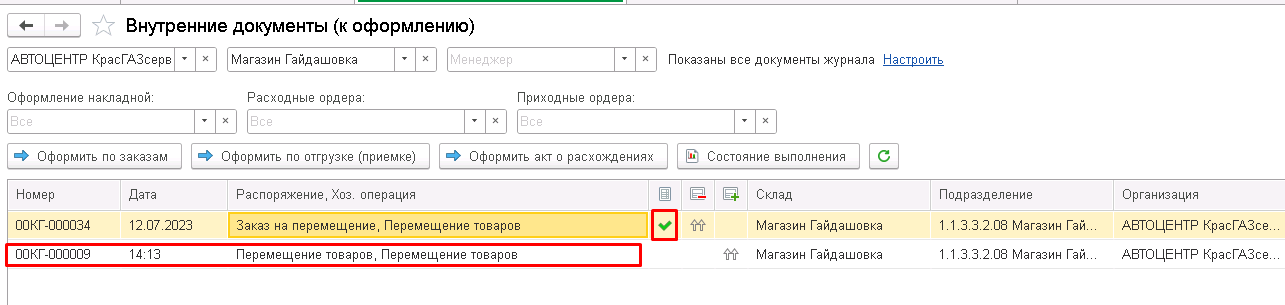 Внутренние документы (к оформлению)
АВТОЦЕНТР КрасГАЗсерв Магазин Гайдашовка Менеджер Показаны все документы журнала Настроить
Оформление накладной: Расходные ордера: Приходные ордера:
Все Все Все
Оформить по заказам Оформить по отгрузке (приемке) Оформить акт о расхождениях Состояние выполнения
Номер Дата Распоряжение, Хоз. операция Склад Подразделение Организация
00КГ-000034 12.07.2023 Заказ на перемещение, Перемещение товаров Магазин Гайдашовка 1.1.3.3.2.08 Магазин Гай... АВТОЦЕНТР КрасГАЗсе...
00КГ-000009 14:13 Перемещение товаров, Перемещение товаров Магазин Гайдашовка 1.1.3.3.2.08 Магазин Гай... АВТОЦЕНТР КрасГАЗсе...